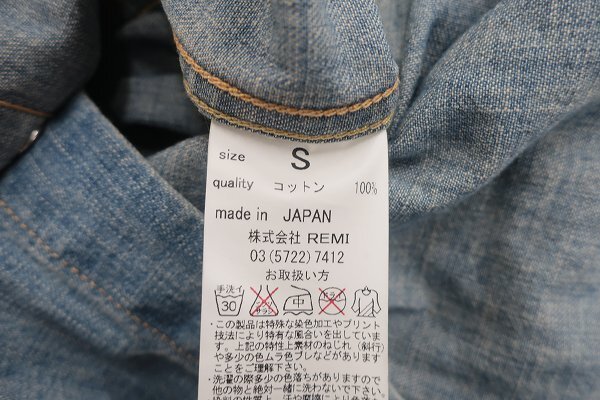 size S
quality コットン 100%
made in JAPAN
株式会社 REMI
03(5722)7412
お取扱い方
手洗イ
30
中
ドライ
・この製品は特殊な染色加工やプリント
技法により特有な風合いを出していま
す。上記の特性上素材のねじれ(斜行)
や多少の色ムラ色ブレなどがあります
ことをご理解下さい。
・洗濯の際多少の色落ちがありますので
他の物と絶対一緒に洗わないで下さい。